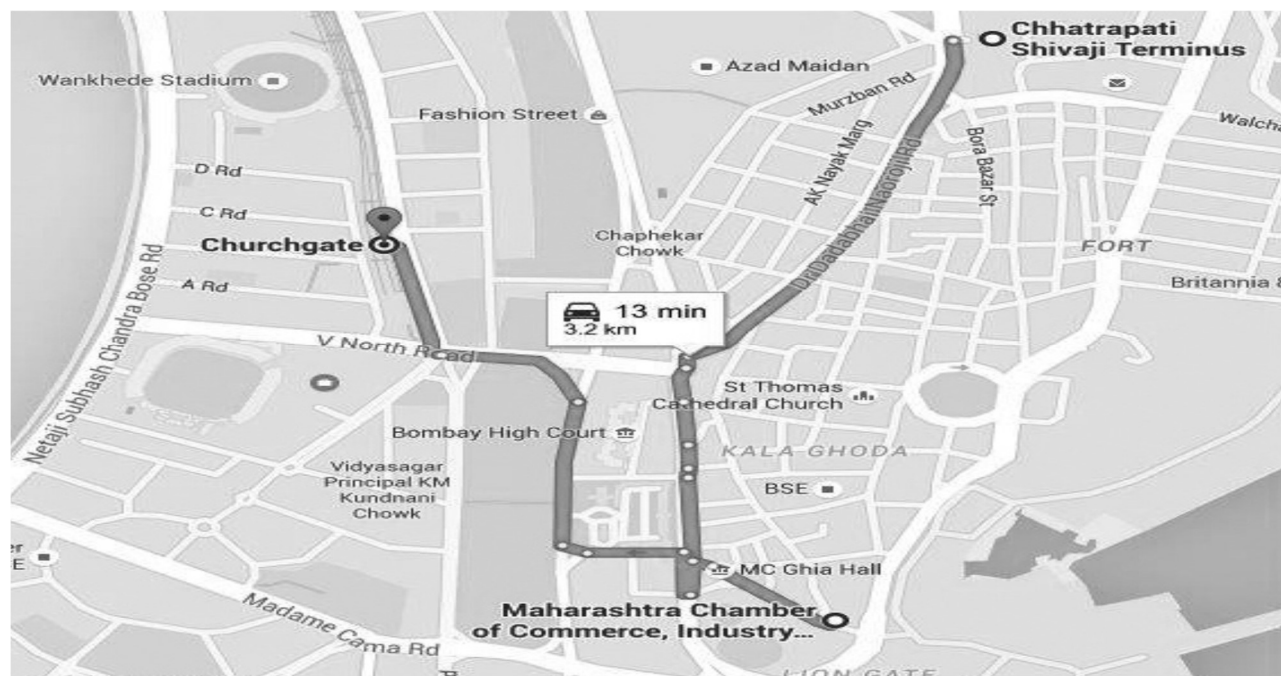 Chhatrapati
Shivaji Terminus
Azad Maidan
Wankhede Stadium
Murzban Rd
Fashion Street
Walcha
AK Nayak Marg
Bora Bazar St
D Rd
Dr Dadabhai Naoroji Rd
C Rd
Churchgate
Chaphekar
Chowk
FORT
Netaji Subhash Chandra Bose Rd
A Rd
Britannia &
13 min
3.2 km
V North Road
St Thomas
Cathedral Church
Bombay High Court
KALA GHODA
Vidyasagar
Principal KM
Kundnani
Chowk
BSE
MC Ghia Hall
Madame Cama Rd
Maharashtra Chamber
of Commerce, Industry...
LION GATE